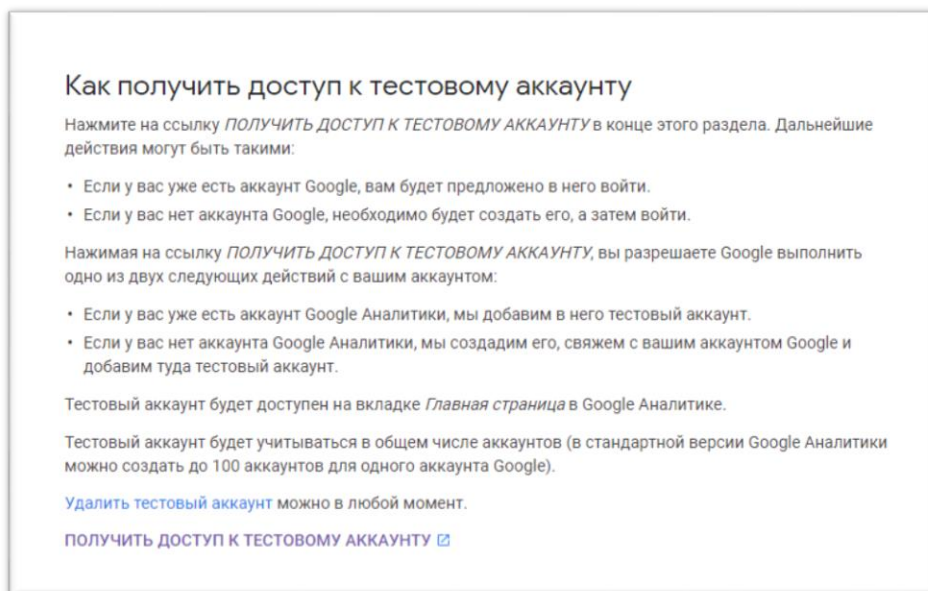 Как получить доступ к тестовому аккаунту
Нажмите на ссылку ПОЛУЧИТЬ ДОСТУП К ТЕСТОВОМУ АККАУНТУ в конце этого раздела. Дальнейшие
действия могут быть такими:
• Если у вас уже есть аккаунт Google, вам будет предложено в него войти.
• Если у вас нет аккаунта Google, необходимо будет создать его, а затем войти.
Нажимая на ссылку ПОЛУЧИТЬ ДОСТУП К ТЕСТОВОМУ АККАУНТУ, вы разрешаете Google выполнить
одно из двух следующих действий с вашим аккаунтом:
• Если у вас уже есть аккаунт Google Аналитики, мы добавим в него тестовый аккаунт.
• Если у вас нет аккаунта Google Аналитики, мы создадим его, свяжем с вашим аккаунтом Google и
добавим туда тестовый аккаунт.
Тестовый аккаунт будет доступен на вкладке Главная страница в Google Аналитике.
Тестовый аккаунт будет учитываться в общем числе аккаунтов (в стандартной версии Google Аналитики
можно создать до 100 аккаунтов для одного аккаунта Google).
Удалить тестовый аккаунт можно в любой момент.
ПОЛУЧИТЬ ДОСТУП К ТЕСТОВОМУ АККАУНТУ